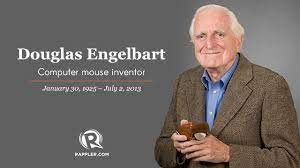 Douglas Engelbart
Computer mouse inventor
January 30, 1925 – July 2, 2013
R
RAPPLER.COM